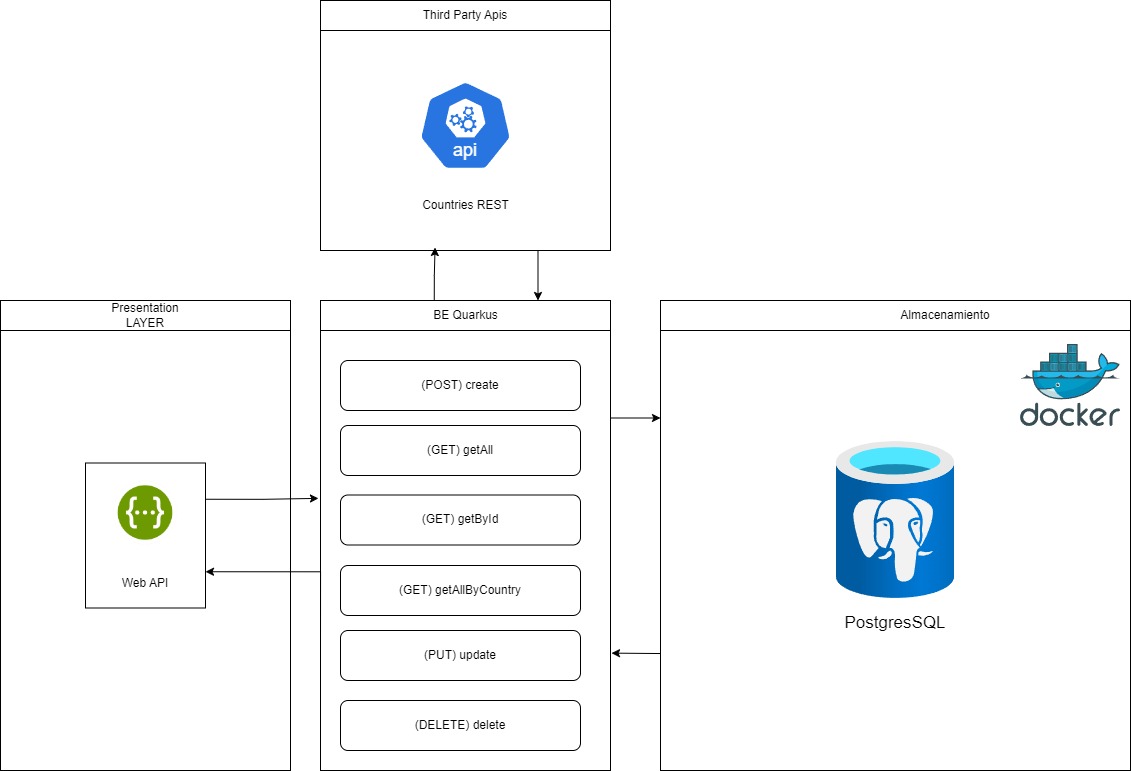 Third Party Apis
api
Countries REST
Presentation
LAYER
Web API
BE Quarkus
(POST) create
(GET) getAll
(GET) getById
(GET) getAllByCountry
(PUT) update
(DELETE) delete
Almacenamiento
docker
PostgresSQL